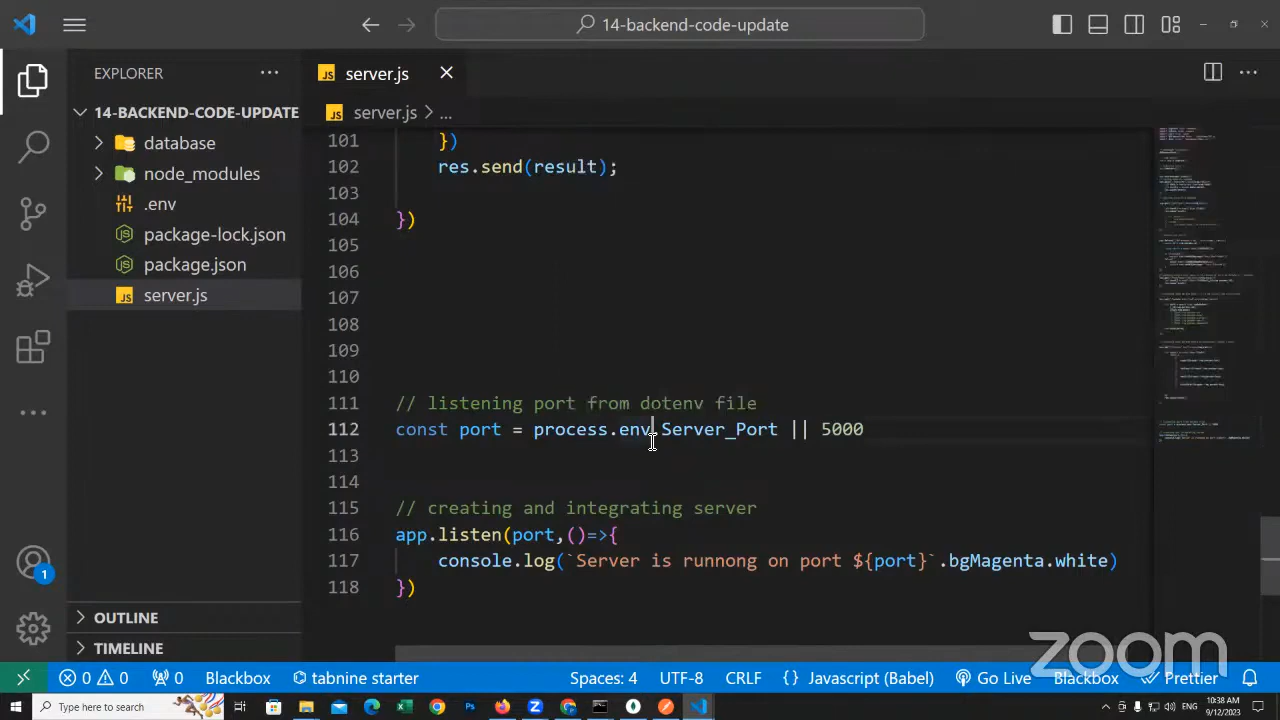 14-backend-code-update
EXPLORER
server.js
14-BACKEND-CODE-UPDATE
server.js > ...
database
node_modules
.env
package-lock.json
package.json
server.js
101 })
102 res.send(result);
103
104 })
105
106
107
108
109
110
111 // listening port from dotenv file
112 const port = process.env.Server_Port || 5000
113
114
115 // creating and integrating server
116 app.listen(port,()=>{
117 console.log(`Server is runnong on port ${port}`.bgMagenta.white)
118 })
1
OUTLINE
TIMELINE
zoom
0 0 0 Blackbox tabnine starter Spaces: 4 UTF-8 CRLF {} Javascript (Babel) Go Live Blackbox Prettier
Type here to search
10:38 AM
9/12/2023